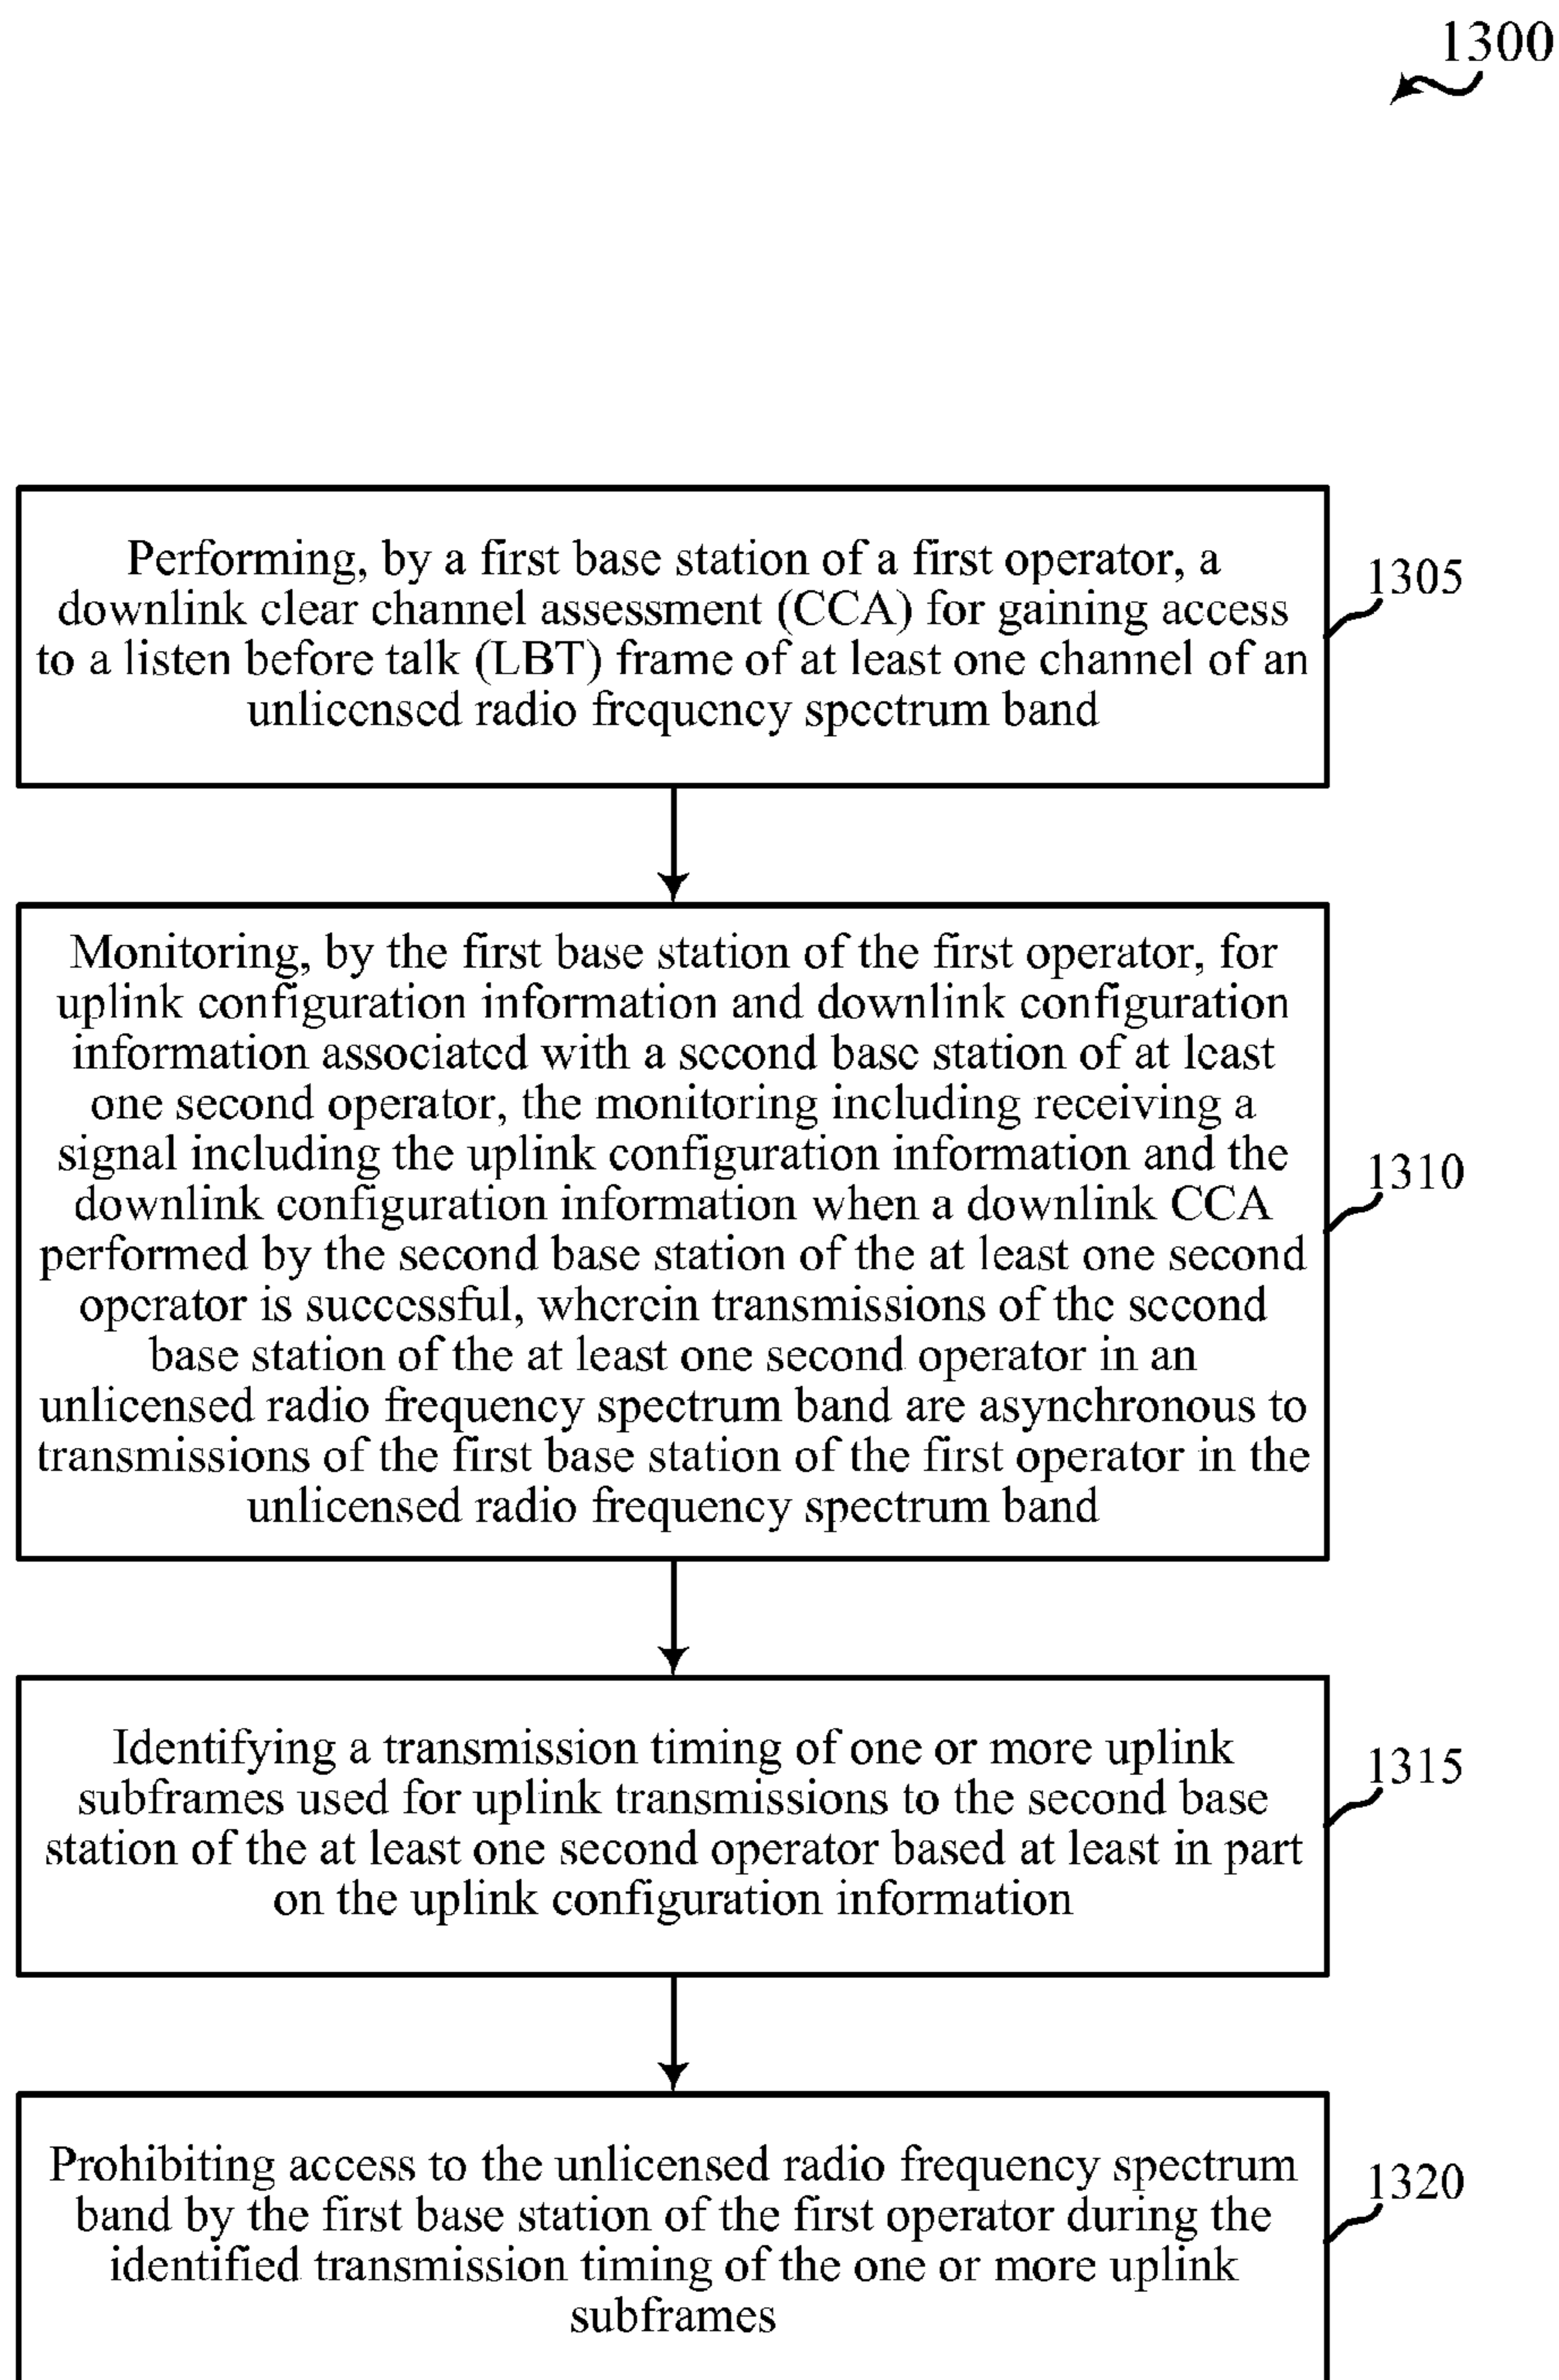 1300
Performing, by a first base station of a first operator, a
downlink clear channel assessment (CCA) for gaining access
to a listen before talk (LBT) frame of at least one channel of an
unlicensed radio frequency spectrum band
1305
Monitoring, by the first base station of the first operator, for
uplink configuration information and downlink configuration
information associated with a second base station of at least
one second operator, the monitoring including receiving a
signal including the uplink configuration information and the
downlink configuration information when a downlink CCA
performed by the second base station of the at least one second
operator is successful, wherein transmissions of the second
base station of the at least one second operator in an
unlicensed radio frequency spectrum band are asynchronous to
transmissions of the first base station of the first operator in the
unlicensed radio frequency spectrum band
1310
Identifying a transmission timing of one or more uplink
subframes used for uplink transmissions to the second base
station of the at least one second operator based at least in part
on the uplink configuration information
1315
Prohibiting access to the unlicensed radio frequency spectrum
band by the first base station of the first operator during the
identified transmission timing of the one or more uplink
subframes
1320